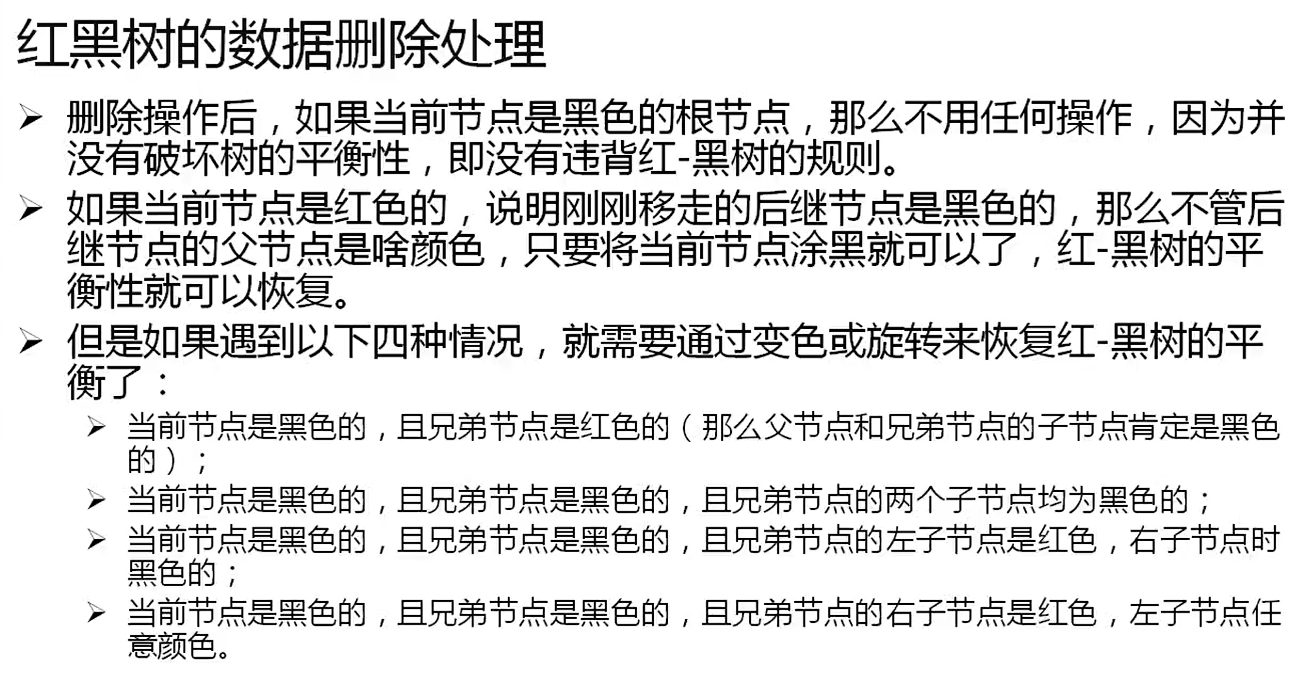 红黑树的数据删除处理
删除操作后，如果当前节点是黑色的根节点，那么不用任何操作，因为并
没有破坏树的平衡性，即没有违背红-黑树的规则。
如果当前节点是红色的，说明刚刚移走的后继节点是黑色的，那么不管后
继节点的父节点是啥颜色，只要将当前节点涂黑就可以了，红-黑树的平
衡性就可以恢复。
但是如果遇到以下四种情况，就需要通过变色或旋转来恢复红-黑树的平
衡了：
当前节点是黑色的，且兄弟节点是红色的（那么父节点和兄弟节点的子节点肯定是黑色
的）；
当前节点是黑色的，且兄弟节点是黑色的，且兄弟节点的两个子节点均为黑色的；
当前节点是黑色的，且兄弟节点是黑色的，且兄弟节点的左子节点是红色，右子节点时
黑色的；
当前节点是黑色的，且兄弟节点是黑色的，且兄弟节点的右子节点是红色，左子节点任
意颜色。